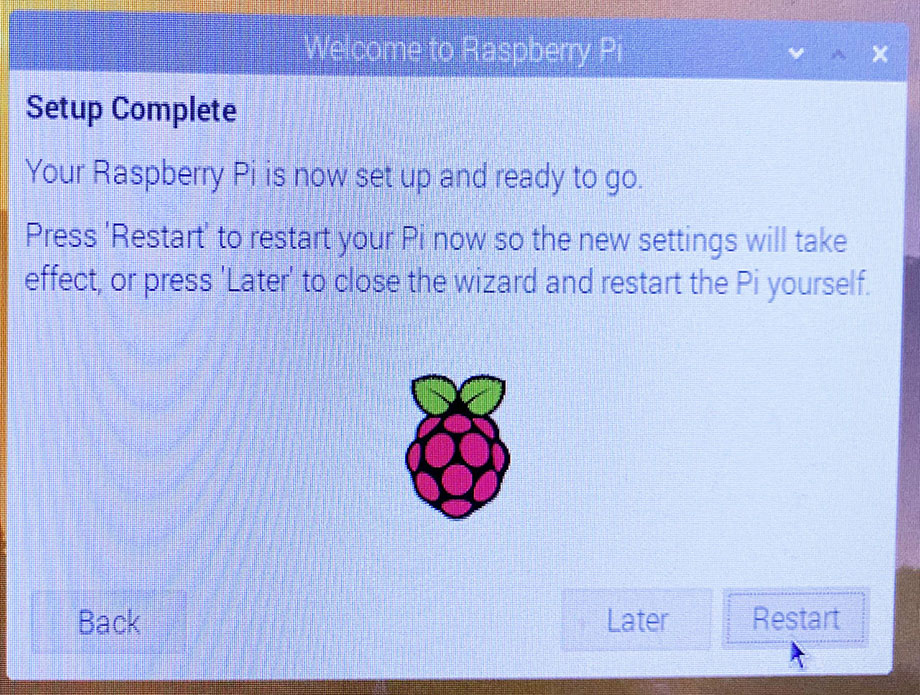 Welcome to Raspberry Pi
Setup Complete
Your Raspberry Pi is now set up and ready to go.
Press 'Restart' to restart your Pi now so the new settings will take
effect, or press 'Later' to close the wizard and restart the Pi yourself.
Back
Later
Restart